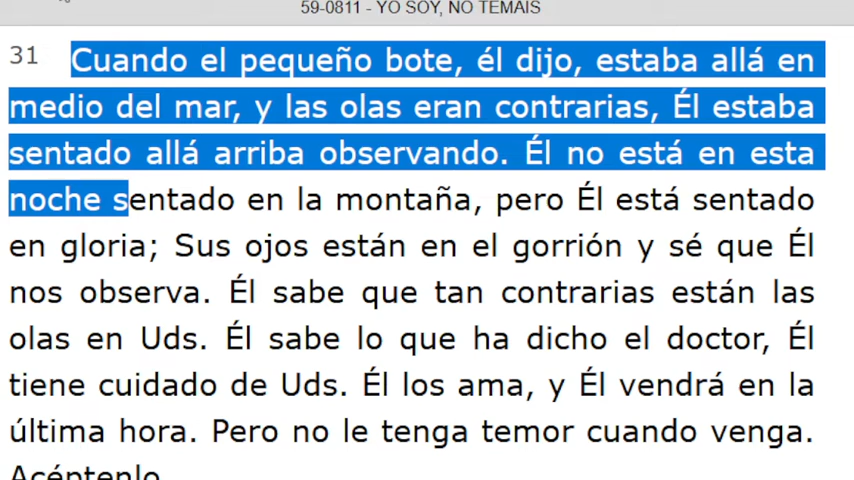 59-0811 - YO SOY, NO TEMAIS
31 Cuando el pequeño bote, él dijo, estaba allá en
medio del mar, y las olas eran contrarias, Él estaba
sentado allá arriba observando. Él no está en esta
noche sentado en la montaña, pero Él está sentado
en gloria; Sus ojos están en el gorrión y sé que Él
nos observa. Él sabe que tan contrarias están las
olas en Uds. Él sabe lo que ha dicho el doctor, Él
tiene cuidado de Uds. Él los ama, y Él vendrá en la
última hora. Pero no le tenga temor cuando venga.
Acéptenlo